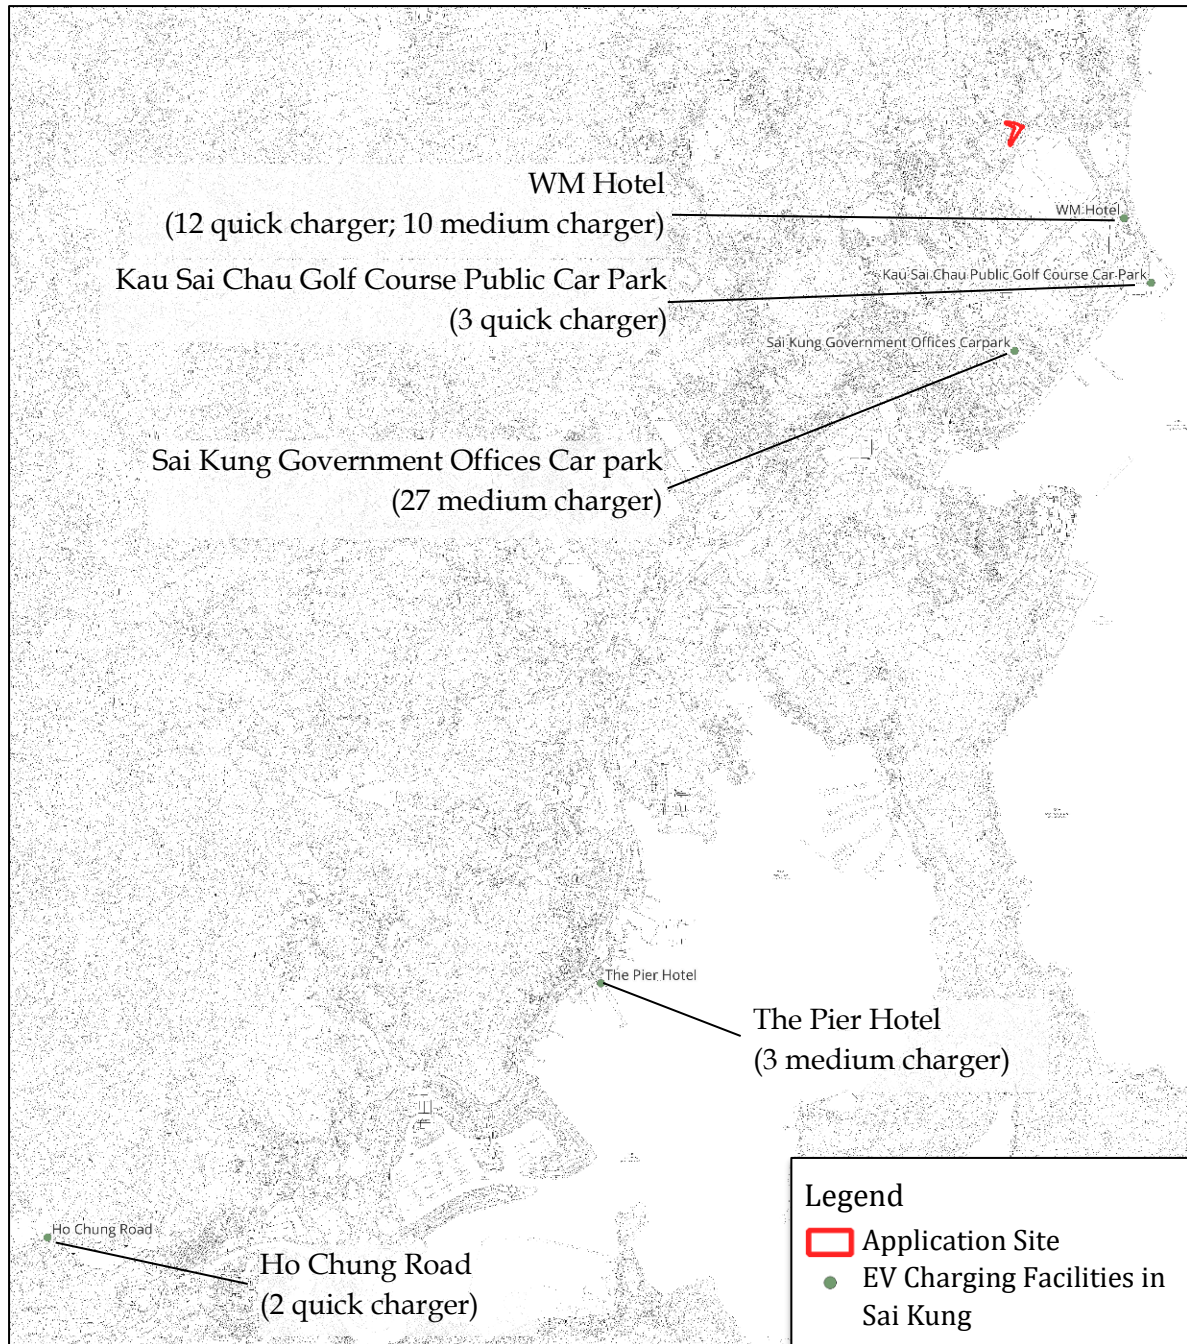 WM Hotel
(12 quick charger; 10 medium charger)
WM Hotel
Kau Sai Chau Golf Course Public Car Park
(3 quick charger)
Kau Sai Chau Public Golf Course Car Park
Sai Kung Government Offices Carpark
Sai Kung Government Offices Car park
(27 medium charger)
The Pier Hotel
The Pier Hotel
(3 medium charger)
Ho Chung Road
Ho Chung Road
(2 quick charger)
Legend
Application Site
EV Charging Facilities in
Sai Kung